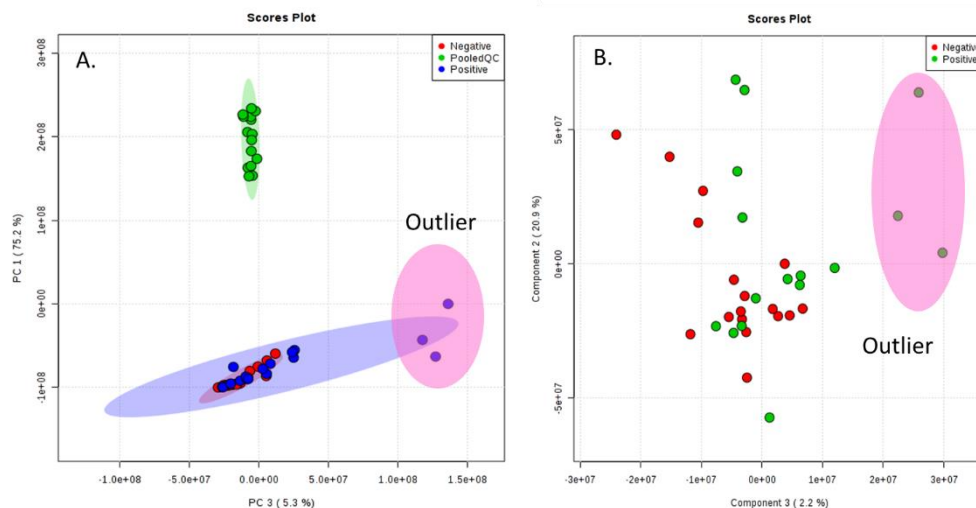 Scores Plot
A.
Negative
PooledQC
Positive
Outlier
PC 1 ( 75.2 %)
3e+08
2e+08
1e+08
0e+00
-1e+08
-1.0e+08
-5.0e+07
0.0e+00
5.0e+07
1.0e+08
1.5e+08
PC 3 ( 5.3 %)
Scores Plot
B.
Negative
Positive
Outlier
Component 2 ( 20.9 %)
5e+07
0e+00
-5e+07
-3e+07
-2e+07
-1e+07
0e+00
1e+07
2e+07
3e+07
Component 3 ( 2.2 %)